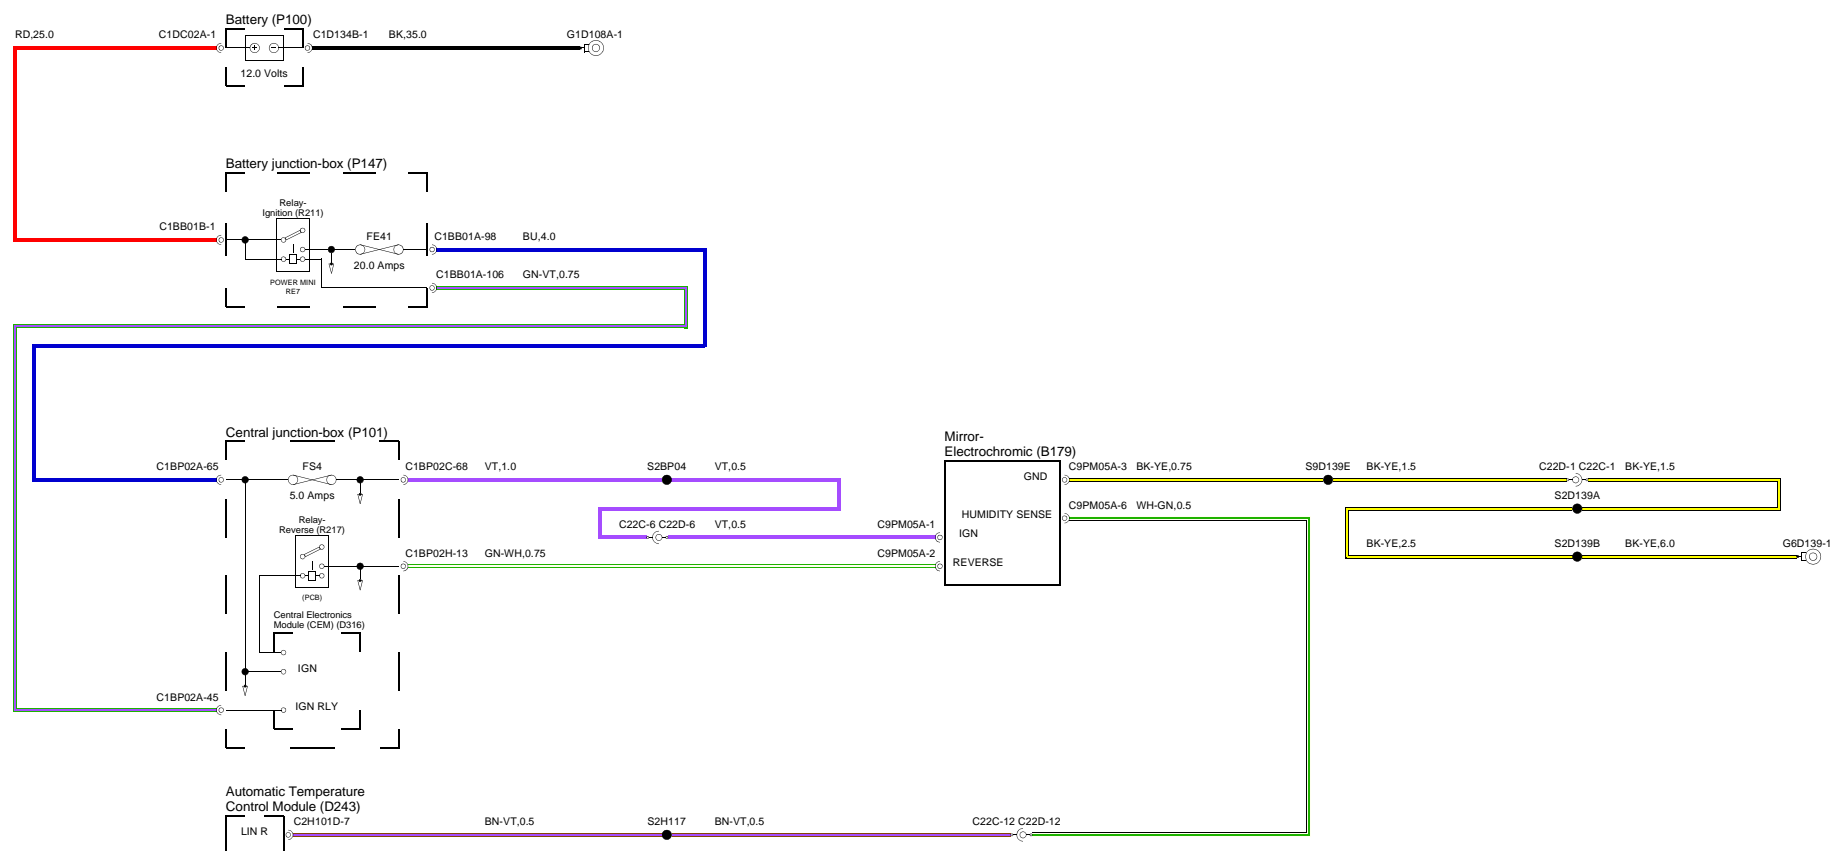 Battery (P100)
RD,25.0
C1DC02A-1
C1D134B-1
BK,35.0
G1D108A-1
12.0 Volts
Battery junction-box (P147)
Relay-
Ignition (R211)
C1BB01B-1
FE41
C1BB01A-98
BU,4.0
20.0 Amps
C1BB01A-106
GN-VT,0.75
POWER MINI
RE7
Central junction-box (P101)
C1BP02A-65
FS4
C1BP02C-68
VT,1.0
S2BP04
VT,0.5
5.0 Amps
Relay-
Reverse (R217)
C22C-6 C22D-6
VT,0.5
C9PM05A-1
C1BP02H-13
GN-WH,0.75
C9PM05A-2
(PCB)
Central Electronics
Module (CEM) (D316)
IGN
C1BP02A-45
IGN RLY
Mirror-
Electrochromic (B179)
GND
HUMIDITY SENSE
IGN
REVERSE
C9PM05A-3
BK-YE,0.75
S9D139E
BK-YE,1.5
C22D-1 C22C-1
BK-YE,1.5
S2D139A
C9PM05A-6
WH-GN,0.5
BK-YE,2.5
S2D139B
BK-YE,6.0
G6D139-1
Automatic Temperature
Control Module (D243)
LIN R
C2H101D-7
BN-VT,0.5
S2H117
BN-VT,0.5
C22C-12 C22D-12